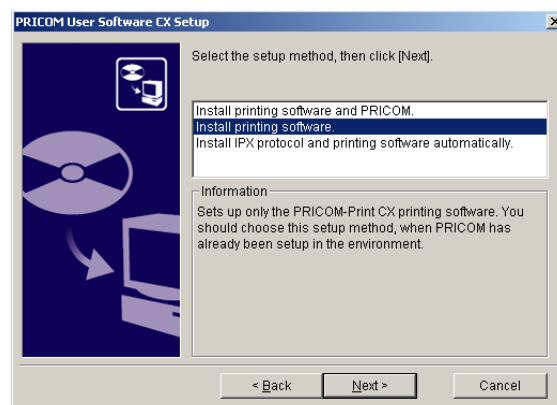 PRICOM User Software CX Setup
Select the setup method, then click [Next].
Install printing software and PRICOM.
Install printing software.
Install IPX protocol and printing software automatically.
Information
Sets up only the PRICOM-Print CX printing software. You
should choose this setup method, when PRICOM has
already been setup in the environment.
< Back
Next >
Cancel